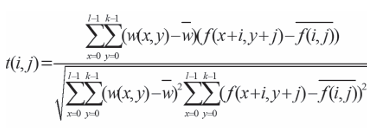 t(i,j)= \frac{\sum_{x=0}^{l-1}\sum_{y=0}^{k-1}(w(x,y)-\overline{w})(f(x+i,y+j)-\overline{f(i,j)})}{\sqrt{\sum_{x=0}^{l-1}\sum_{y=0}^{k-1}(w(x,y)-\overline{w})^2\sum_{x=0}^{l-1}\sum_{y=0}^{k-1}(f(x+i,y+j)-\overline{f(i,j)})^2}}